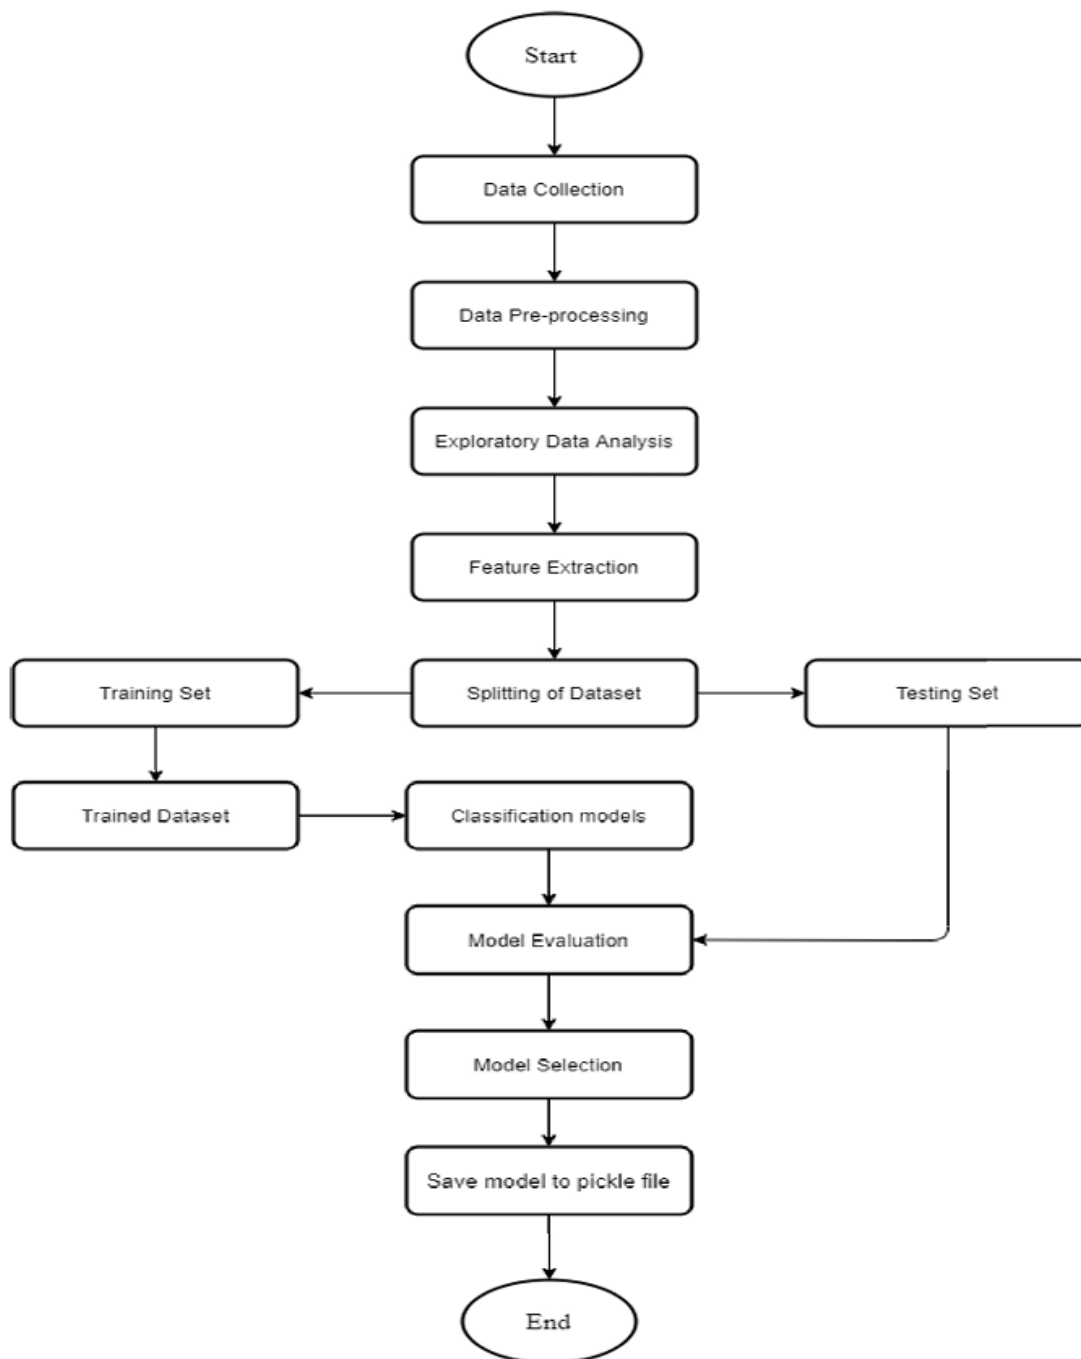 Start
Data Collection
Data Pre-processing
Exploratory Data Analysis
Feature Extraction
Training Set
Splitting of Dataset
Testing Set
Trained Dataset
Classification models
Model Evaluation
Model Selection
Save model to pickle file
End